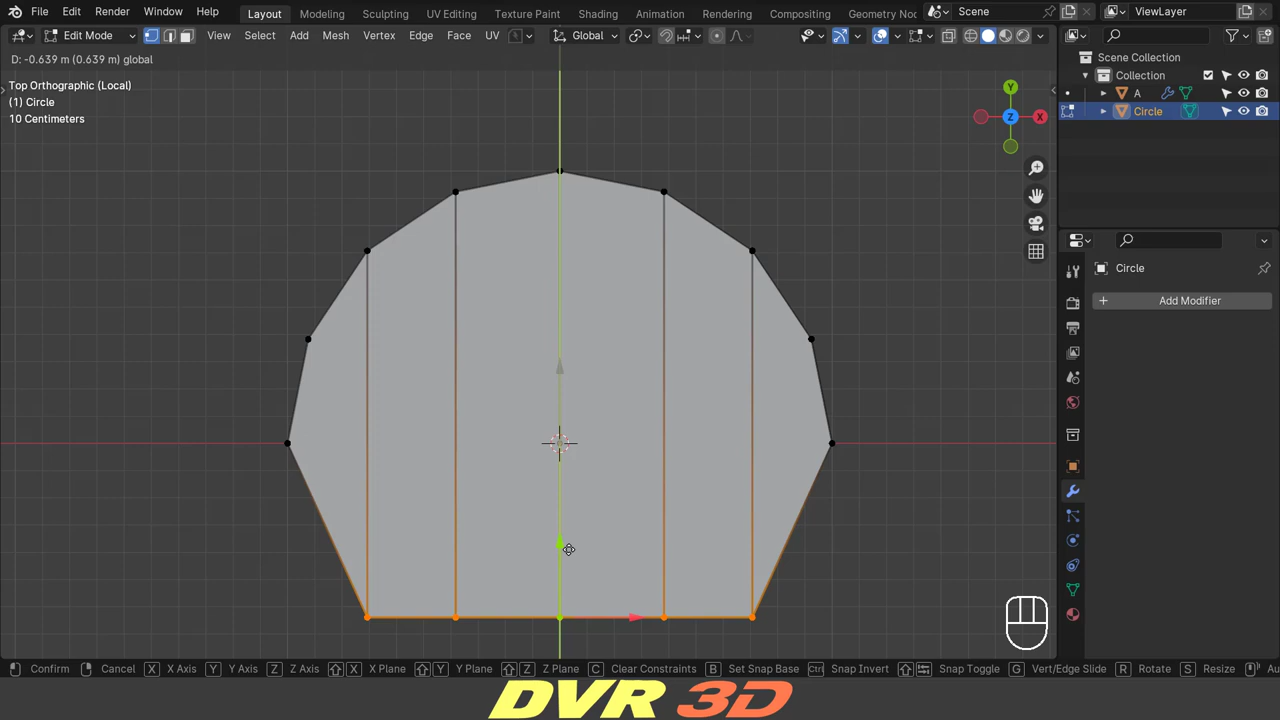 File Edit Render Window Help Layout Modeling Sculpting UV Editing Texture Paint Shading Animation Rendering Compositing Geometry Noc Scene ViewLayer
Edit Mode View Select Add Mesh Vertex Edge Face UV Global
D: -0.639 m (0.639 m) global
Scene Collection
Top Orthographic (Local)
Collection
(1) Circle
A
10 Centimeters
Circle
Y
Z
X
Circle
Add Modifier
Confirm Cancel X X Axis Y Y Axis Z Z Axis X X Plane Y Y Plane Z Z Plane C Clear Constraints B Set Snap Base Ctrl Snap Invert Snap Toggle G Vert/Edge Slide R Rotate S Resize Au
DVR 3D